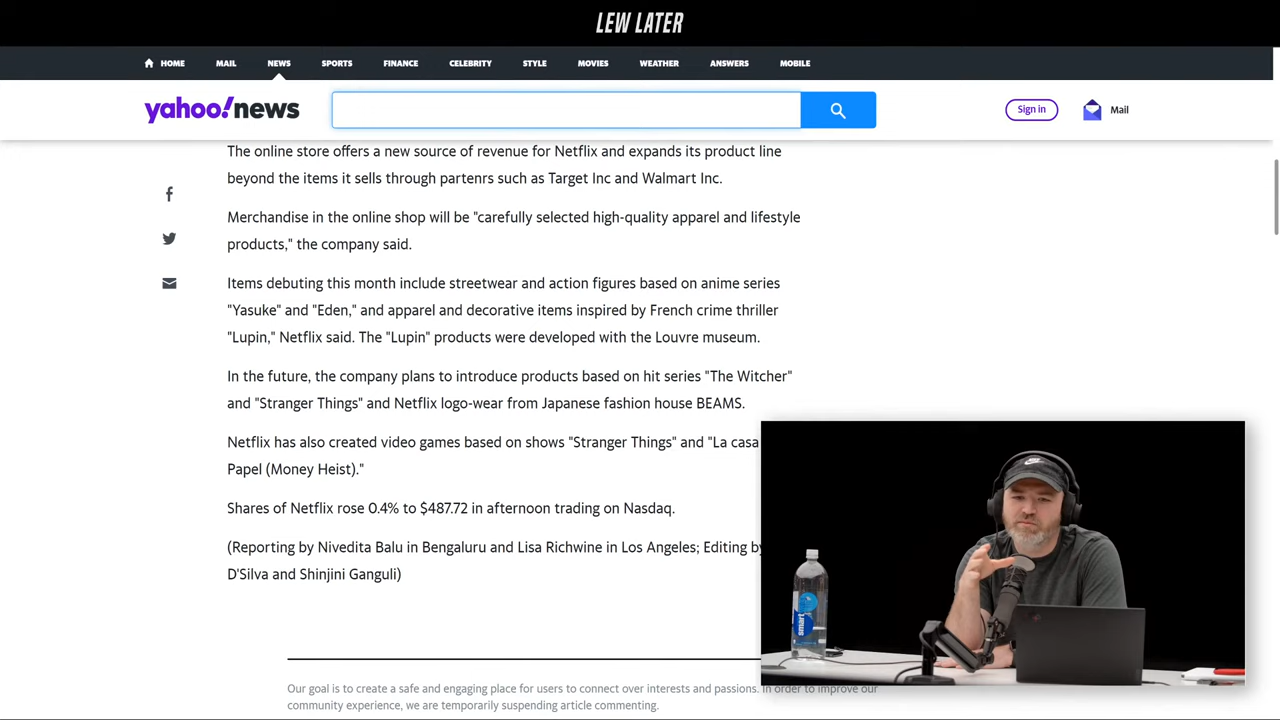 LEW LATER
HOME MAIL NEWS SPORTS FINANCE CELEBRITY STYLE MOVIES WEATHER ANSWERS MOBILE
yahoo!news
Sign in
Mail
The online store offers a new source of revenue for Netflix and expands its product line
beyond the items it sells through partenrs such as Target Inc and Walmart Inc.
Merchandise in the online shop will be "carefully selected high-quality apparel and lifestyle
products," the company said.
Items debuting this month include streetwear and action figures based on anime series
"Yasuke" and "Eden," and apparel and decorative items inspired by French crime thriller
"Lupin," Netflix said. The "Lupin" products were developed with the Louvre museum.
In the future, the company plans to introduce products based on hit series "The Witcher"
and "Stranger Things" and Netflix logo-wear from Japanese fashion house BEAMS.
Netflix has also created video games based on shows "Stranger Things" and "La casa
Papel (Money Heist)."
Shares of Netflix rose 0.4% to $487.72 in afternoon trading on Nasdaq.
(Reporting by Nivedita Balu in Bengaluru and Lisa Richwine in Los Angeles; Editing by
D'Silva and Shinjini Ganguli)
smart
Our goal is to create a safe and engaging place for users to connect over interests and passions. In order to improve our
community experience, we are temporarily suspending article commenting.